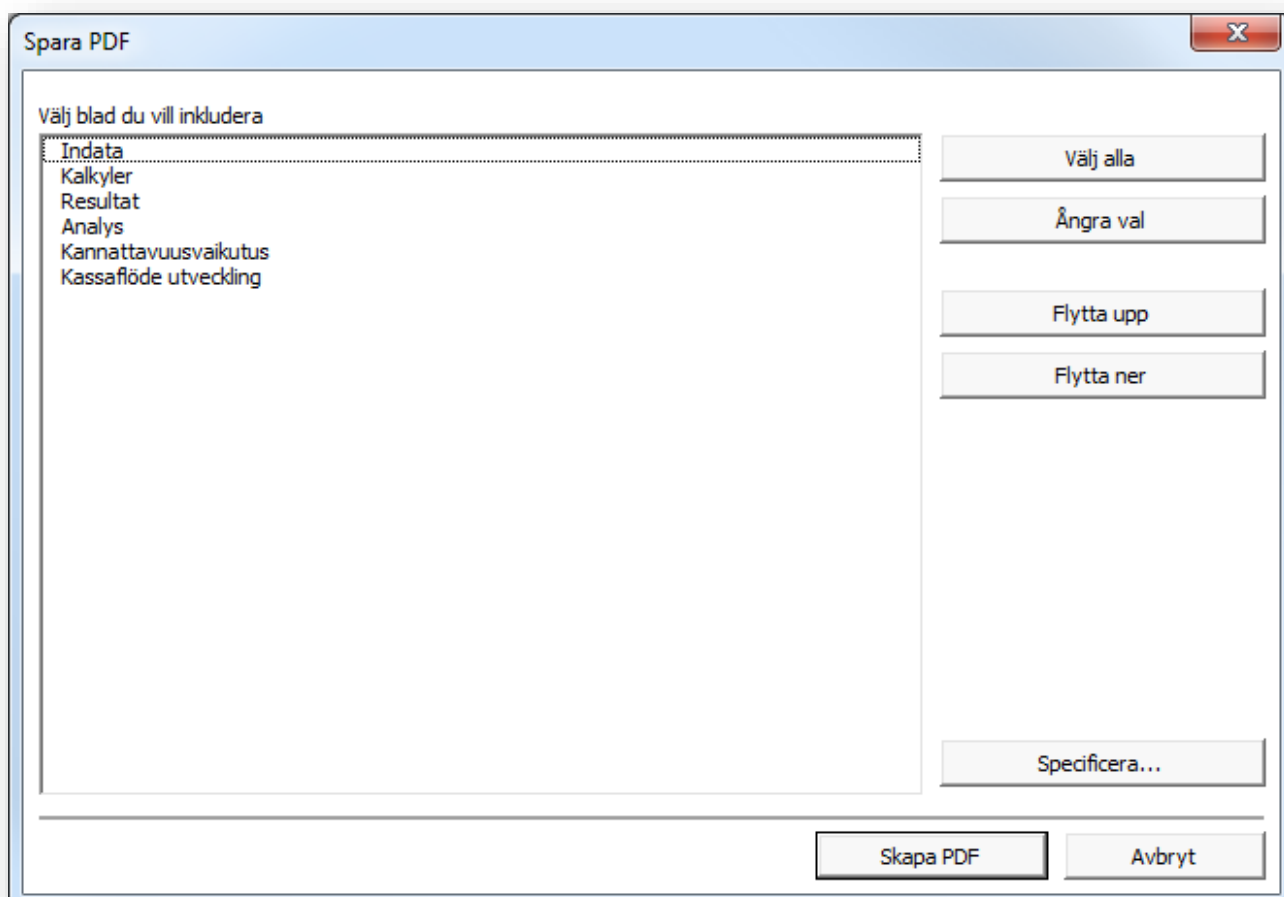 Spara PDF
Välj blad du vill inkludera
Indata
Kalkyler
Resultat
Analys
Kannattavuusvaikutus
Kassaflöde utveckling
Välj alla
Ångra val
Flytta upp
Flytta ner
Specificera...
Skapa PDF
Avbryt